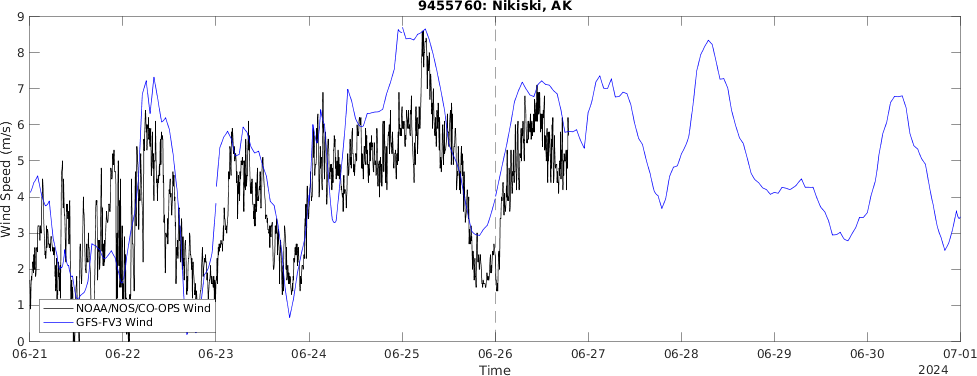 9455760: Nikiski, AK
Wind Speed (m/s)
9
8
7
6
5
4
3
2
1
0
NOAA/NOS/CO-OPS Wind
GFS-FV3 Wind
06-21 06-22 06-23 06-24 06-25 06-26 06-27 06-28 06-29 06-30 07-01
Time
2024